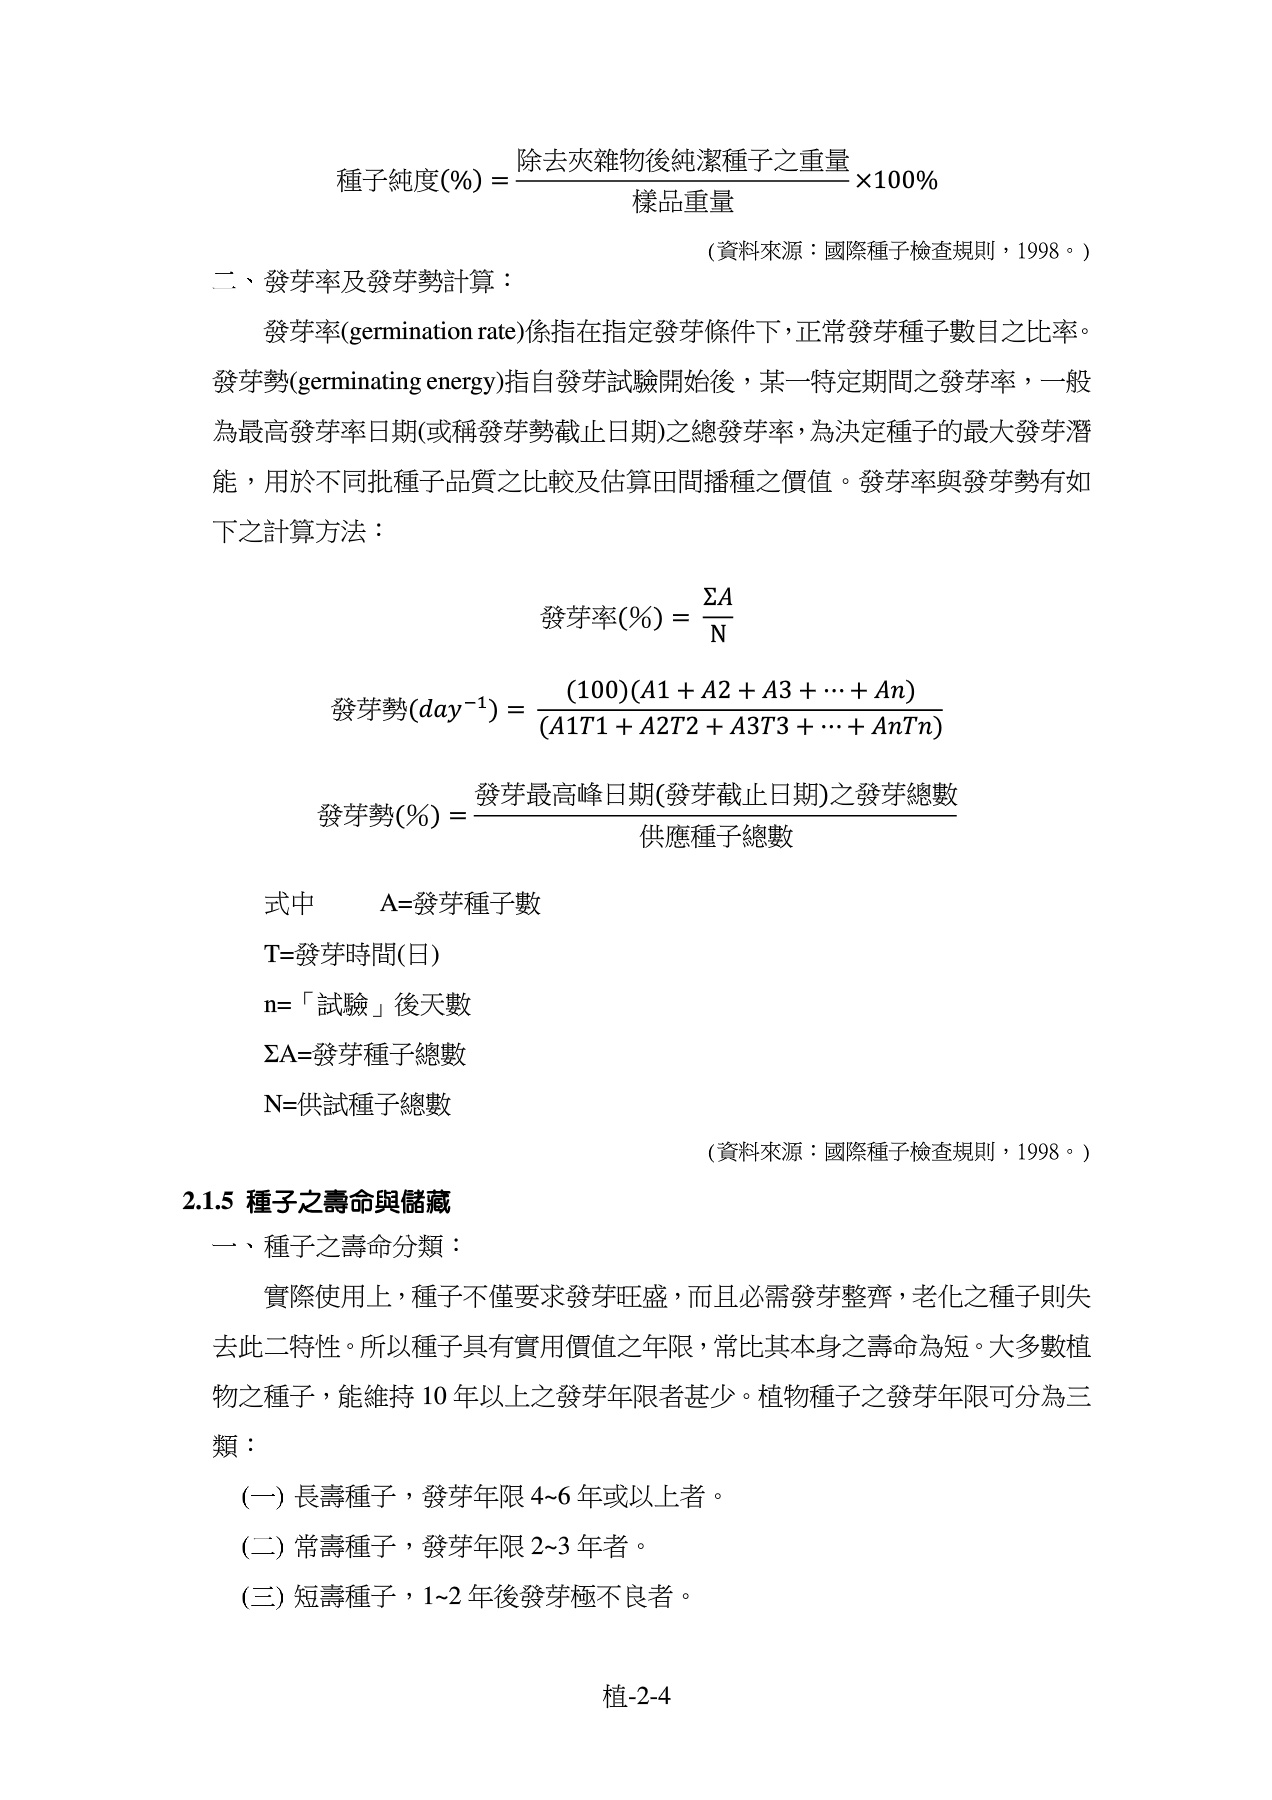 種子純度(%) = 除去夾雜物後純潔種子之重量 / 樣品重量 ×100%
(資料來源：國際種子檢查規則，1998。)
二、發芽率及發芽勢計算：
發芽率(germination rate)係指在指定發芽條件下，正常發芽種子數目之比率。
發芽勢(germinating energy)指自發芽試驗開始後，某一特定期間之發芽率，一般
為最高發芽率日期(或稱發芽勢截止日期)之總發芽率，為決定種子的最大發芽潛
能，用於不同批種子品質之比較及估算田間播種之價值。發芽率與發芽勢有如
下之計算方法：
發芽率(%) = ΣA / N
發芽勢(day⁻¹) = (100)(A1 + A2 + A3 + ⋯ + An) / (A1T1 + A2T2 + A3T3 + ⋯ + AnTn)
發芽勢(%) = 發芽最高峰日期(發芽截止日期)之發芽總數 / 供應種子總數
式中 A=發芽種子數
T=發芽時間(日)
n=「試驗」後天數
ΣA=發芽種子總數
N=供試種子總數
(資料來源：國際種子檢查規則，1998。)
2.1.5 種子之壽命與儲藏
一、種子之壽命分類：
實際使用上，種子不僅要求發芽旺盛，而且必需發芽整齊，老化之種子則失
去此二特性。所以種子具有實用價值之年限，常比其本身之壽命為短。大多數植
物之種子，能維持 10 年以上之發芽年限者甚少。植物種子之發芽年限可分為三
類：
(一) 長壽種子，發芽年限 4~6 年或以上者。
(二) 常壽種子，發芽年限 2~3 年者。
(三) 短壽種子，1~2 年後發芽極不良者。
植-2-4